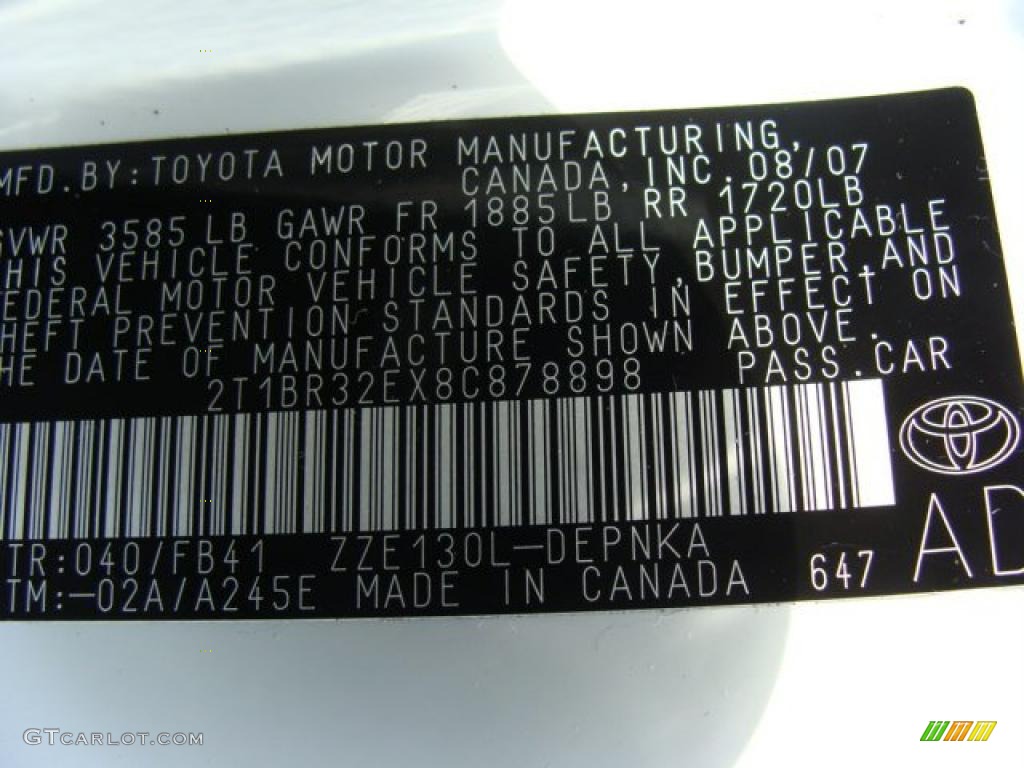 MFD.BY:TOYOTA MOTOR MANUFACTURING,
CANADA, INC. 08/07
GVWR 3585LB GAWR FR 1885LB RR 1720LB
HIS VEHICLE CONFORMS TO ALL APPLICABLE
EDERAL MOTOR VEHICLE SAFETY, BUMPER, AND
HEFT PREVENTION STANDARDS IN EFFECT ON
HE DATE OF MANUFACTURE SHOWN ABOVE.
2T1BR32EX8C878898 PASS.CAR
TR:040/FB41 ZZE130L-DEPNKA
TM:-02A/A245E MADE IN CANADA 647 AD
GTCARLOT.COM